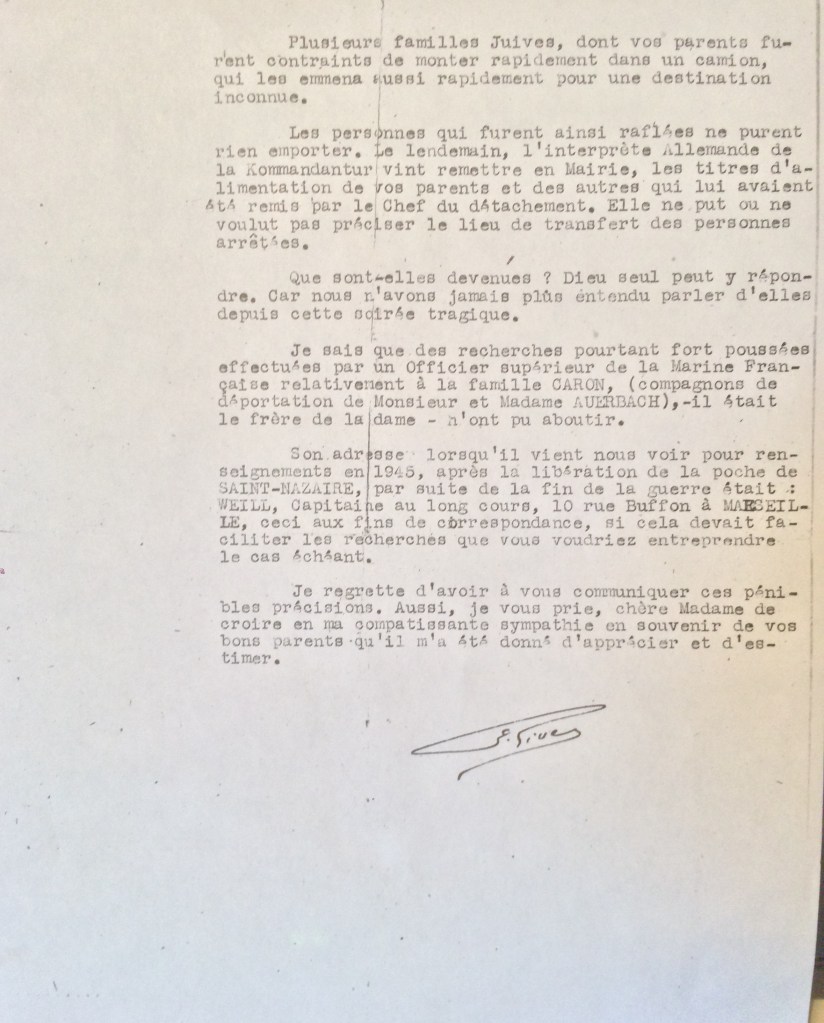 Plusieurs familles Juives, dont vos parents fu-
rent contraints de monter rapidement dans un camion,
qui les emmena aussi rapidement pour une destination
inconnue.
Les personnes qui furent ainsi raflées ne purent
rien emporter. Le lendemain, l'interprète Allemande de
la Kommandantur vint remettre en Mairie, les titres d'a-
limentation de vos parents et des autres qui lui avaient
été remis par le Chef du détachement. Elle ne put ou ne
voulut pas préciser le lieu de transfert des personnes
arrêtées.
Que sont-elles devenues ? Dieu seul peut y répon-
dre. Car nous n'avons jamais plus entendu parler d'elles
depuis cette soirée tragique.
Je sais que des recherches pourtant fort poussées
effectuées par un Officier supérieur de la Marine Fran-
çaise relativement à la famille CARON, (compagnons de
déportation de Monsieur et Madame AUERBACH),-il était
le frère de la dame - n'ont pu aboutir.
Son adresse lorsqu'il vient nous voir pour ren-
seignements en 1945, après la libération de la poche de
SAINT-NAZAIRE, par suite de la fin de la guerre était :
WEILL, Capitaine au long cours, 10 rue Buffon à MARSEIL-
LE, ceci aux fins de correspondance, si cela devait fa-
ciliter les recherches que vous voudriez entreprendre
le cas échéant.
Je regrette d'avoir à vous communiquer ces péni-
bles précisions. Aussi, je vous prie, chère Madame de
croire en ma compatissante sympathie en souvenir de vos
bons parents qu'il m'a été donné d'apprécier et d'es-
timer.